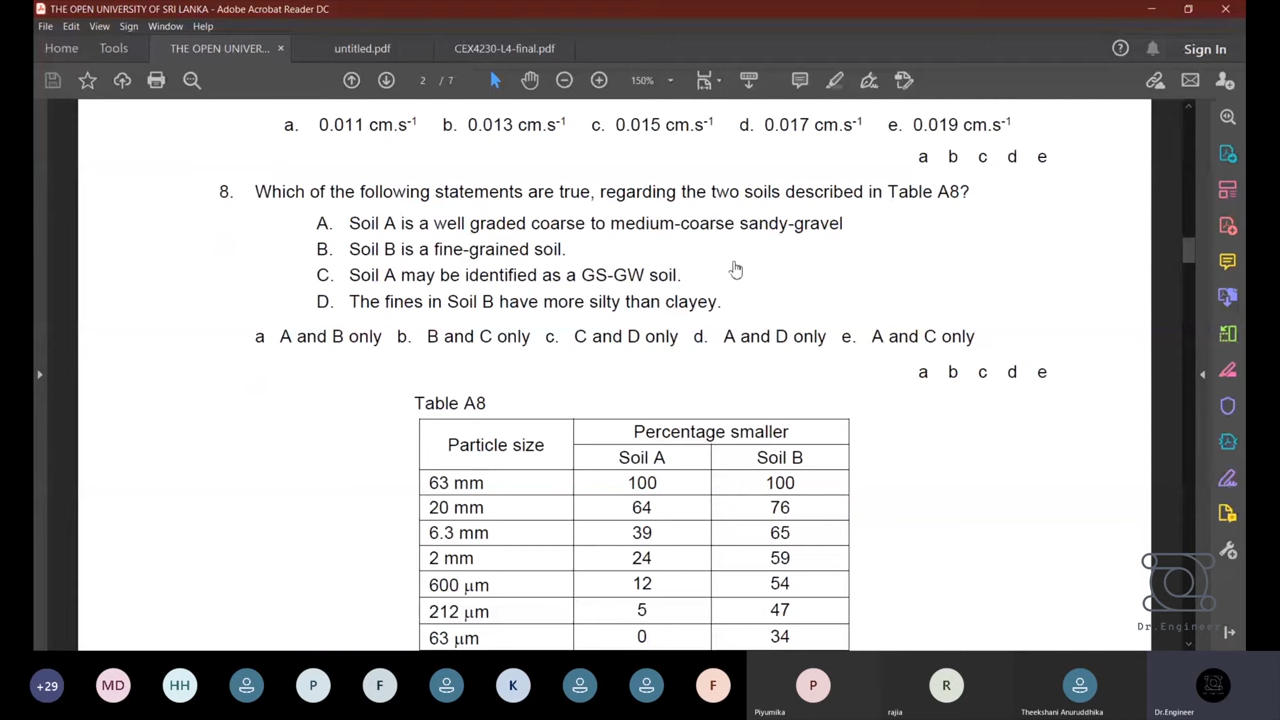 THE OPEN UNIVERSITY OF SRI LANKA - Adobe Acrobat Reader DC
File Edit View Sign Window Help
Home Tools THE OPEN UNIVER... × untitled.pdf CEX4230-L4-final.pdf Sign In
2 / 7 150%
a. 0.011 cm.s⁻¹ b. 0.013 cm.s⁻¹ c. 0.015 cm.s⁻¹ d. 0.017 cm.s⁻¹ e. 0.019 cm.s⁻¹
a b c d e
8. Which of the following statements are true, regarding the two soils described in Table A8?
A. Soil A is a well graded coarse to medium-coarse sandy-gravel
B. Soil B is a fine-grained soil.
C. Soil A may be identified as a GS-GW soil.
D. The fines in Soil B have more silty than clayey.
a A and B only b. B and C only c. C and D only d. A and D only e. A and C only
a b c d e
Table A8
Particle size Percentage smaller
Soil A Soil B
63 mm 100 100
20 mm 64 76
6.3 mm 39 65
2 mm 24 59
600 μm 12 54
212 μm 5 47
63 μm 0 34
Dr.Engineer
+29 MD HH P F K F P R
Piyumika rajia Theekshani Anuruddhika Dr.Engineer